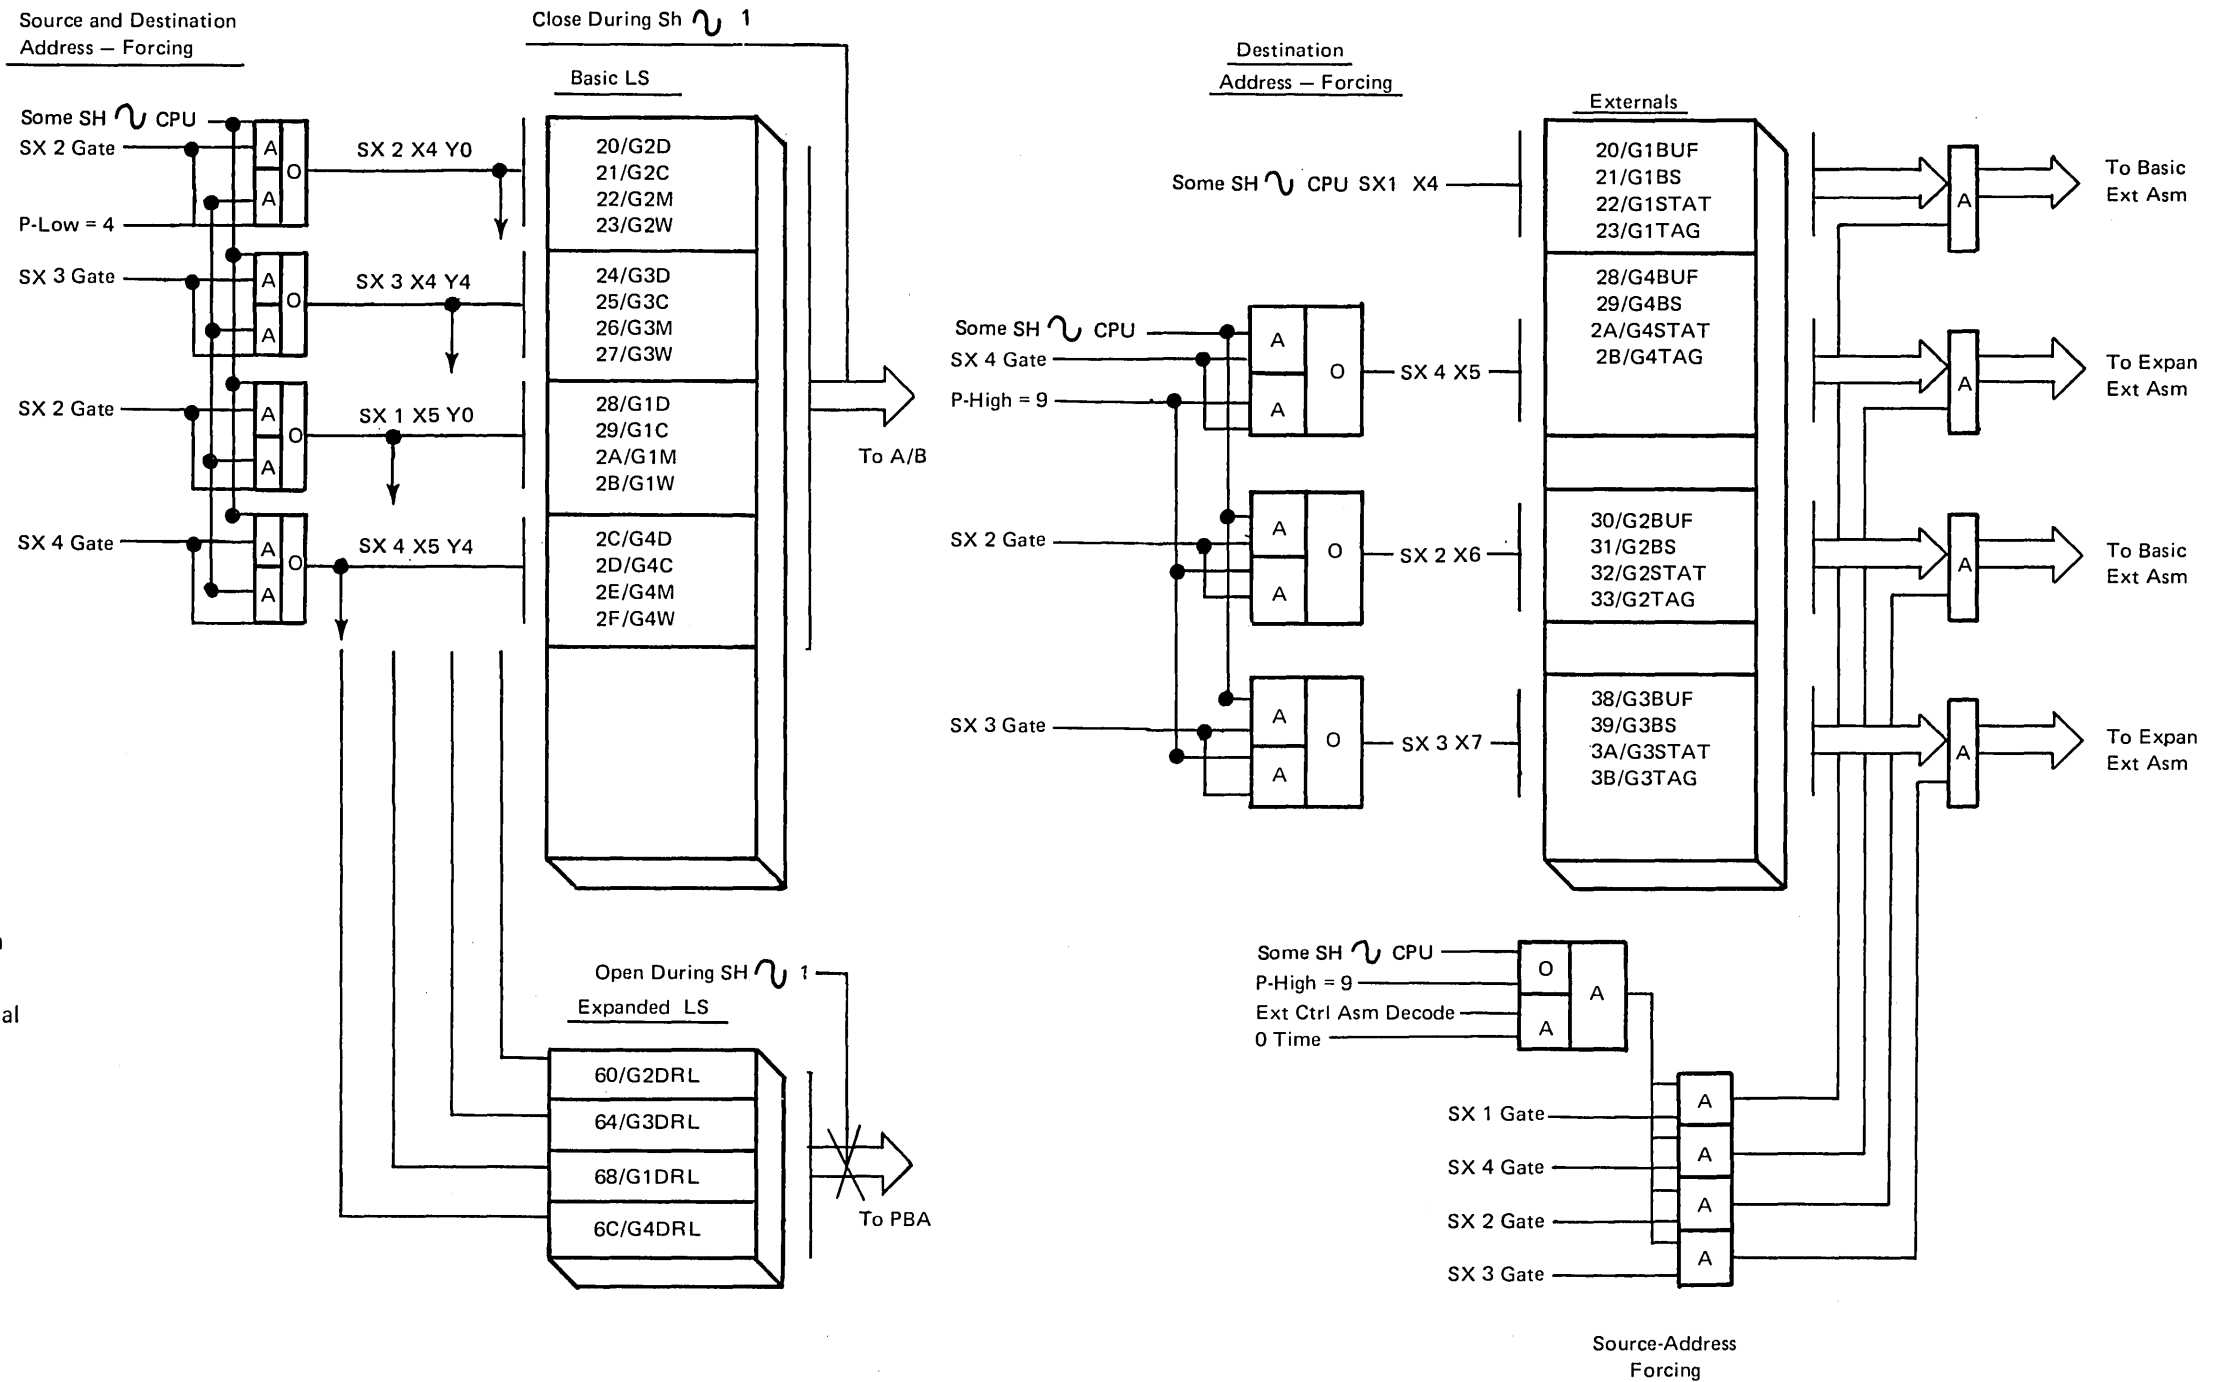 Source and Destination
Address — Forcing
Some SH ∿ CPU
SX 2 Gate
P-Low = 4
SX 3 Gate
SX 2 Gate
SX 4 Gate
A
A
O
A
A
O
A
A
O
A
A
O
SX 2 X4 Y0
SX 3 X4 Y4
SX 1 X5 Y0
SX 4 X5 Y4
Close During Sh ∿ 1
Basic LS
20/G2D
21/G2C
22/G2M
23/G2W
24/G3D
25/G3C
26/G3M
27/G3W
28/G1D
29/G1C
2A/G1M
2B/G1W
2C/G4D
2D/G4C
2E/G4M
2F/G4W
To A/B
al
Open During SH ∿ 1
Expanded LS
60/G2DRL
64/G3DRL
68/G1DRL
6C/G4DRL
To PBA
Destination
Address — Forcing
Some SH ∿ CPU SX1 X4
Some SH ∿ CPU
SX 4 Gate
P-High = 9
A
A
O
SX 4 X5
SX 2 Gate
A
A
O
SX 2 X6
SX 3 Gate
A
A
O
SX 3 X7
Externals
20/G1BUF
21/G1BS
22/G1STAT
23/G1TAG
28/G4BUF
29/G4BS
2A/G4STAT
2B/G4TAG
30/G2BUF
31/G2BS
32/G2STAT
33/G2TAG
38/G3BUF
39/G3BS
3A/G3STAT
3B/G3TAG
A
To Basic
Ext Asm
A
To Expan
Ext Asm
A
To Basic
Ext Asm
A
To Expan
Ext Asm
Some SH ∿ CPU
P-High = 9
Ext Ctrl Asm Decode
0 Time
O
A
A
SX 1 Gate
A
SX 4 Gate
A
SX 2 Gate
A
SX 3 Gate
A
Source-Address
Forcing